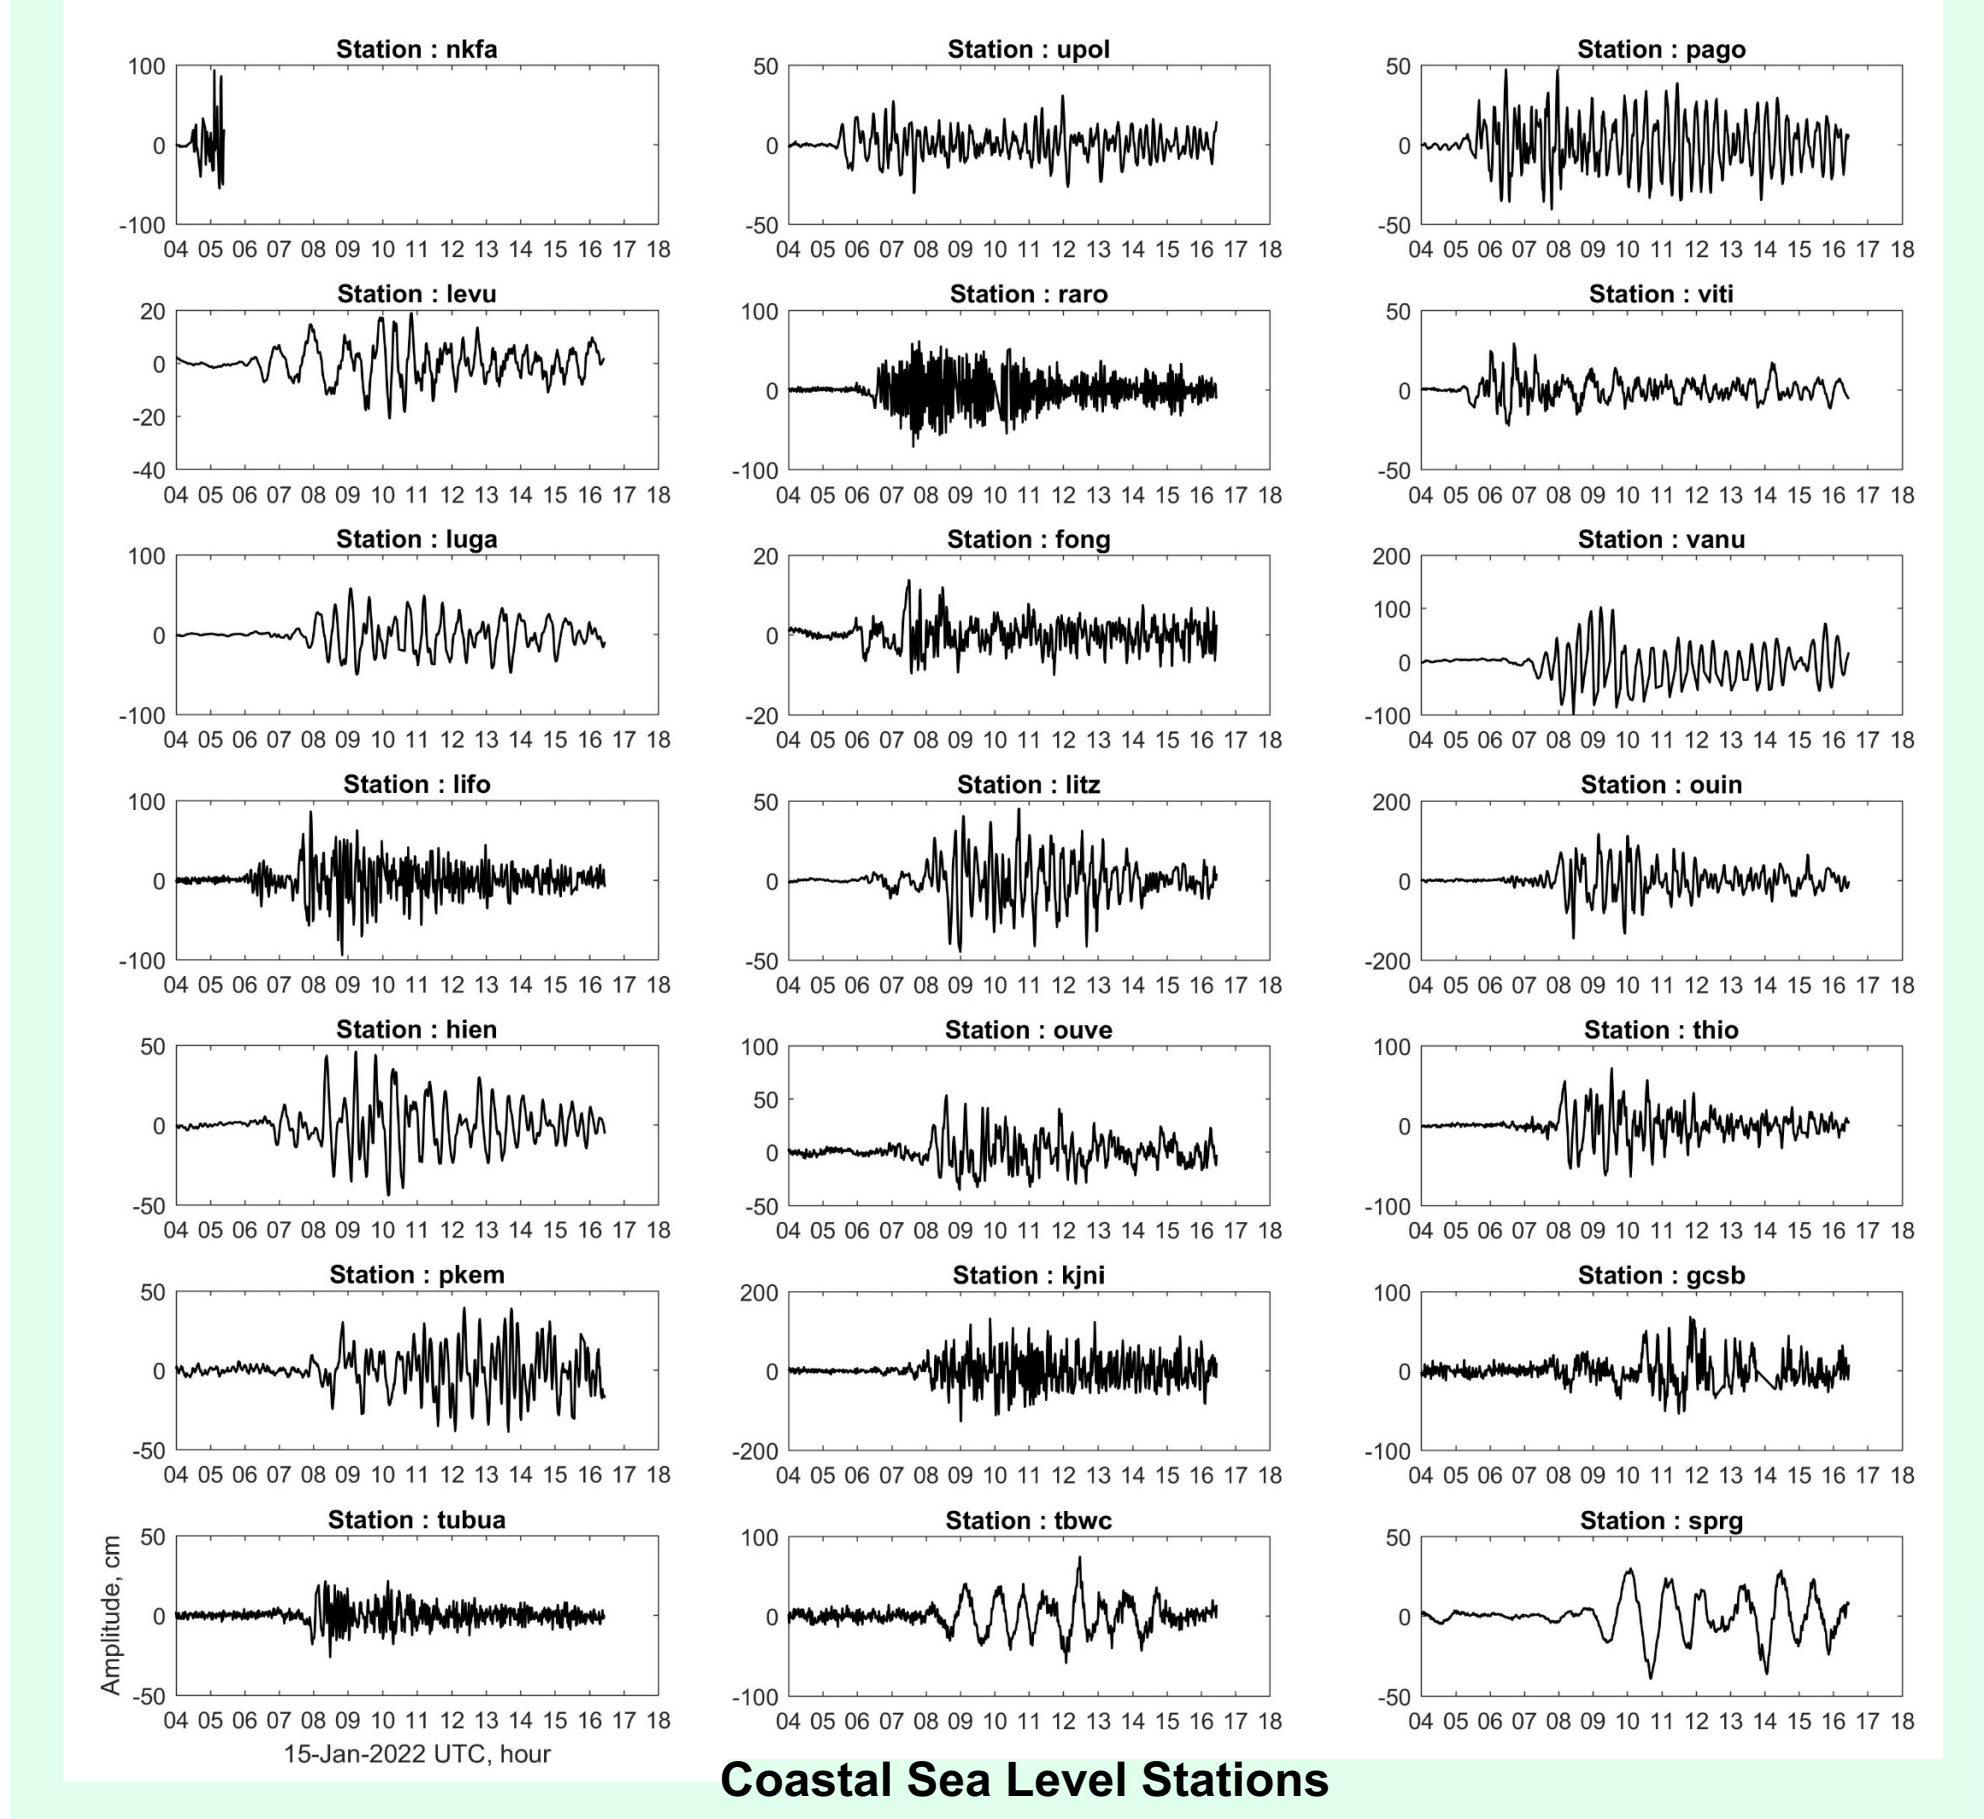 Station : nkfa
Station : upol
Station : pago
100
0
-100
50
0
-50
50
0
-50
04 05 06 07 08 09 10 11 12 13 14 15 16 17 18
04 05 06 07 08 09 10 11 12 13 14 15 16 17 18
04 05 06 07 08 09 10 11 12 13 14 15 16 17 18
Station : levu
Station : raro
Station : viti
20
0
-20
-40
100
0
-100
50
0
-50
04 05 06 07 08 09 10 11 12 13 14 15 16 17 18
04 05 06 07 08 09 10 11 12 13 14 15 16 17 18
04 05 06 07 08 09 10 11 12 13 14 15 16 17 18
Station : luga
Station : fong
Station : vanu
100
0
-100
20
0
-20
200
100
0
-100
04 05 06 07 08 09 10 11 12 13 14 15 16 17 18
04 05 06 07 08 09 10 11 12 13 14 15 16 17 18
04 05 06 07 08 09 10 11 12 13 14 15 16 17 18
Station : lifo
Station : litz
Station : ouin
100
0
-100
50
0
-50
200
0
-200
04 05 06 07 08 09 10 11 12 13 14 15 16 17 18
04 05 06 07 08 09 10 11 12 13 14 15 16 17 18
04 05 06 07 08 09 10 11 12 13 14 15 16 17 18
Station : hien
Station : ouve
Station : thio
50
0
-50
100
50
0
-50
100
0
-100
04 05 06 07 08 09 10 11 12 13 14 15 16 17 18
04 05 06 07 08 09 10 11 12 13 14 15 16 17 18
04 05 06 07 08 09 10 11 12 13 14 15 16 17 18
Station : pkem
Station : kjni
Station : gcsb
50
0
-50
200
0
-200
100
0
-100
04 05 06 07 08 09 10 11 12 13 14 15 16 17 18
04 05 06 07 08 09 10 11 12 13 14 15 16 17 18
04 05 06 07 08 09 10 11 12 13 14 15 16 17 18
Station : tubua
Station : tbwc
Station : sprg
Amplitude, cm
50
0
-50
100
0
-100
50
0
-50
04 05 06 07 08 09 10 11 12 13 14 15 16 17 18
04 05 06 07 08 09 10 11 12 13 14 15 16 17 18
04 05 06 07 08 09 10 11 12 13 14 15 16 17 18
15-Jan-2022 UTC, hour
Coastal Sea Level Stations